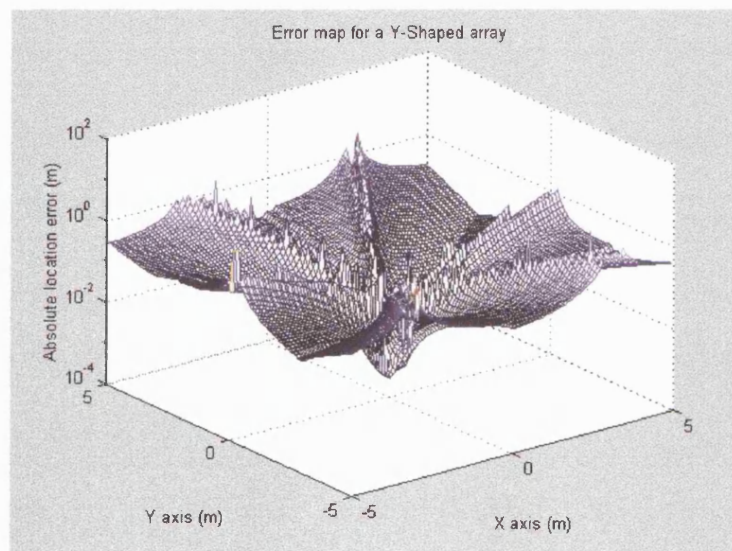 Error map for a Y-Shaped array
Absolute location error (m)
10^2
10^0
10^-2
10^-4
5
0
-5
Y axis (m)
-5
0
5
X axis (m)